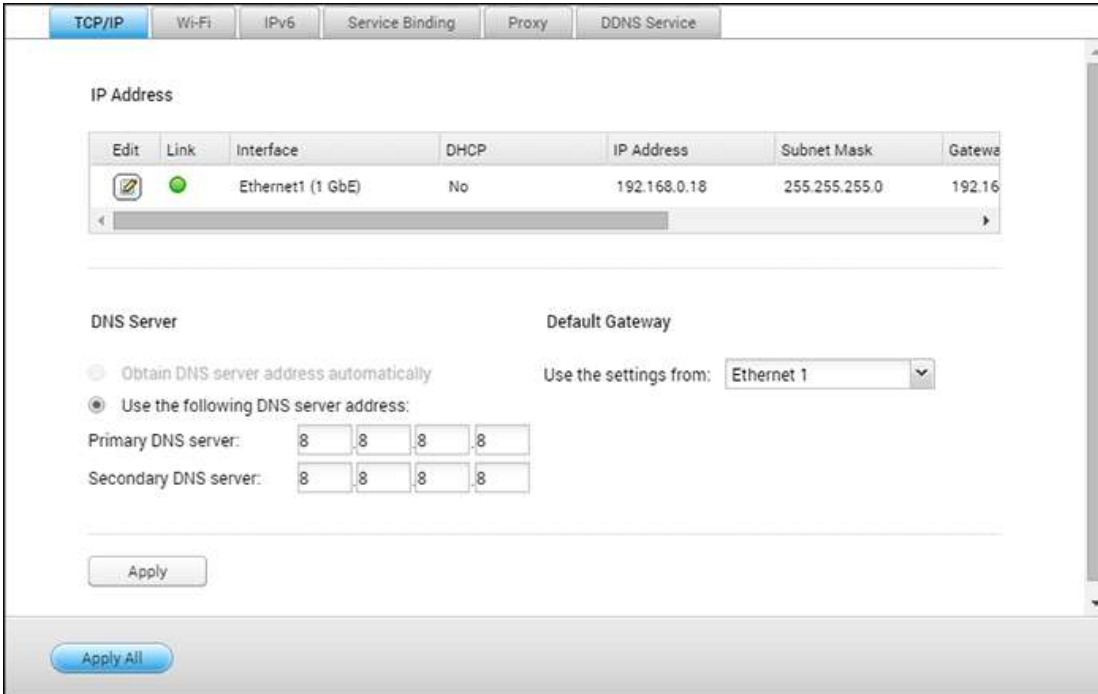 TCP/IP Wi-Fi IPv6 Service Binding Proxy DDNS Service
IP Address
Edit Link Interface DHCP IP Address Subnet Mask Gatewa
Ethernet1 (1 GbE) No 192.168.0.18 255.255.255.0 192.16
DNS Server Default Gateway
Obtain DNS server address automatically Use the settings from: Ethernet 1
Use the following DNS server address:
Primary DNS server: 8 .8 .8 .8
Secondary DNS server: 8 .8 .8 .8
Apply
Apply All